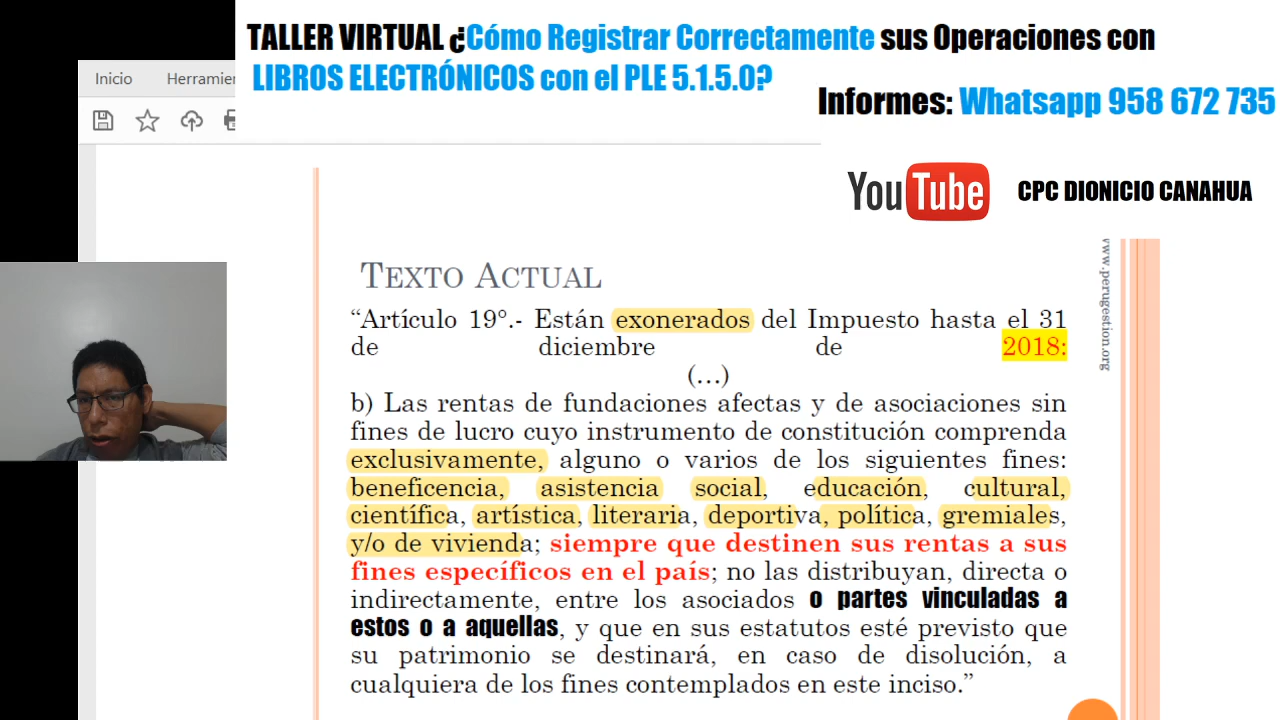 TALLER VIRTUAL ¿Cómo Registrar Correctamente sus Operaciones con
LIBROS ELECTRÓNICOS con el PLE 5.1.5.0?
Informes: Whatsapp 958 672 735
Inicio
YouTube
CPC DIONICIO CANAHUA
www.perugestion.org
TEXTO ACTUAL
“Artículo 19°.- Están exonerados del Impuesto hasta el 31
de diciembre de 2018:
(…)
b) Las rentas de fundaciones afectas y de asociaciones sin
fines de lucro cuyo instrumento de constitución comprenda
exclusivamente, alguno o varios de los siguientes fines:
beneficencia, asistencia social, educación, cultural,
científica, artística, literaria, deportiva, política, gremiales,
y/o de vivienda; siempre que destinen sus rentas a sus
fines específicos en el país; no las distribuyan, directa o
indirectamente, entre los asociados o partes vinculadas a
estos o a aquellas, y que en sus estatutos esté previsto que
su patrimonio se destinará, en caso de disolución, a
cualquiera de los fines contemplados en este inciso.”